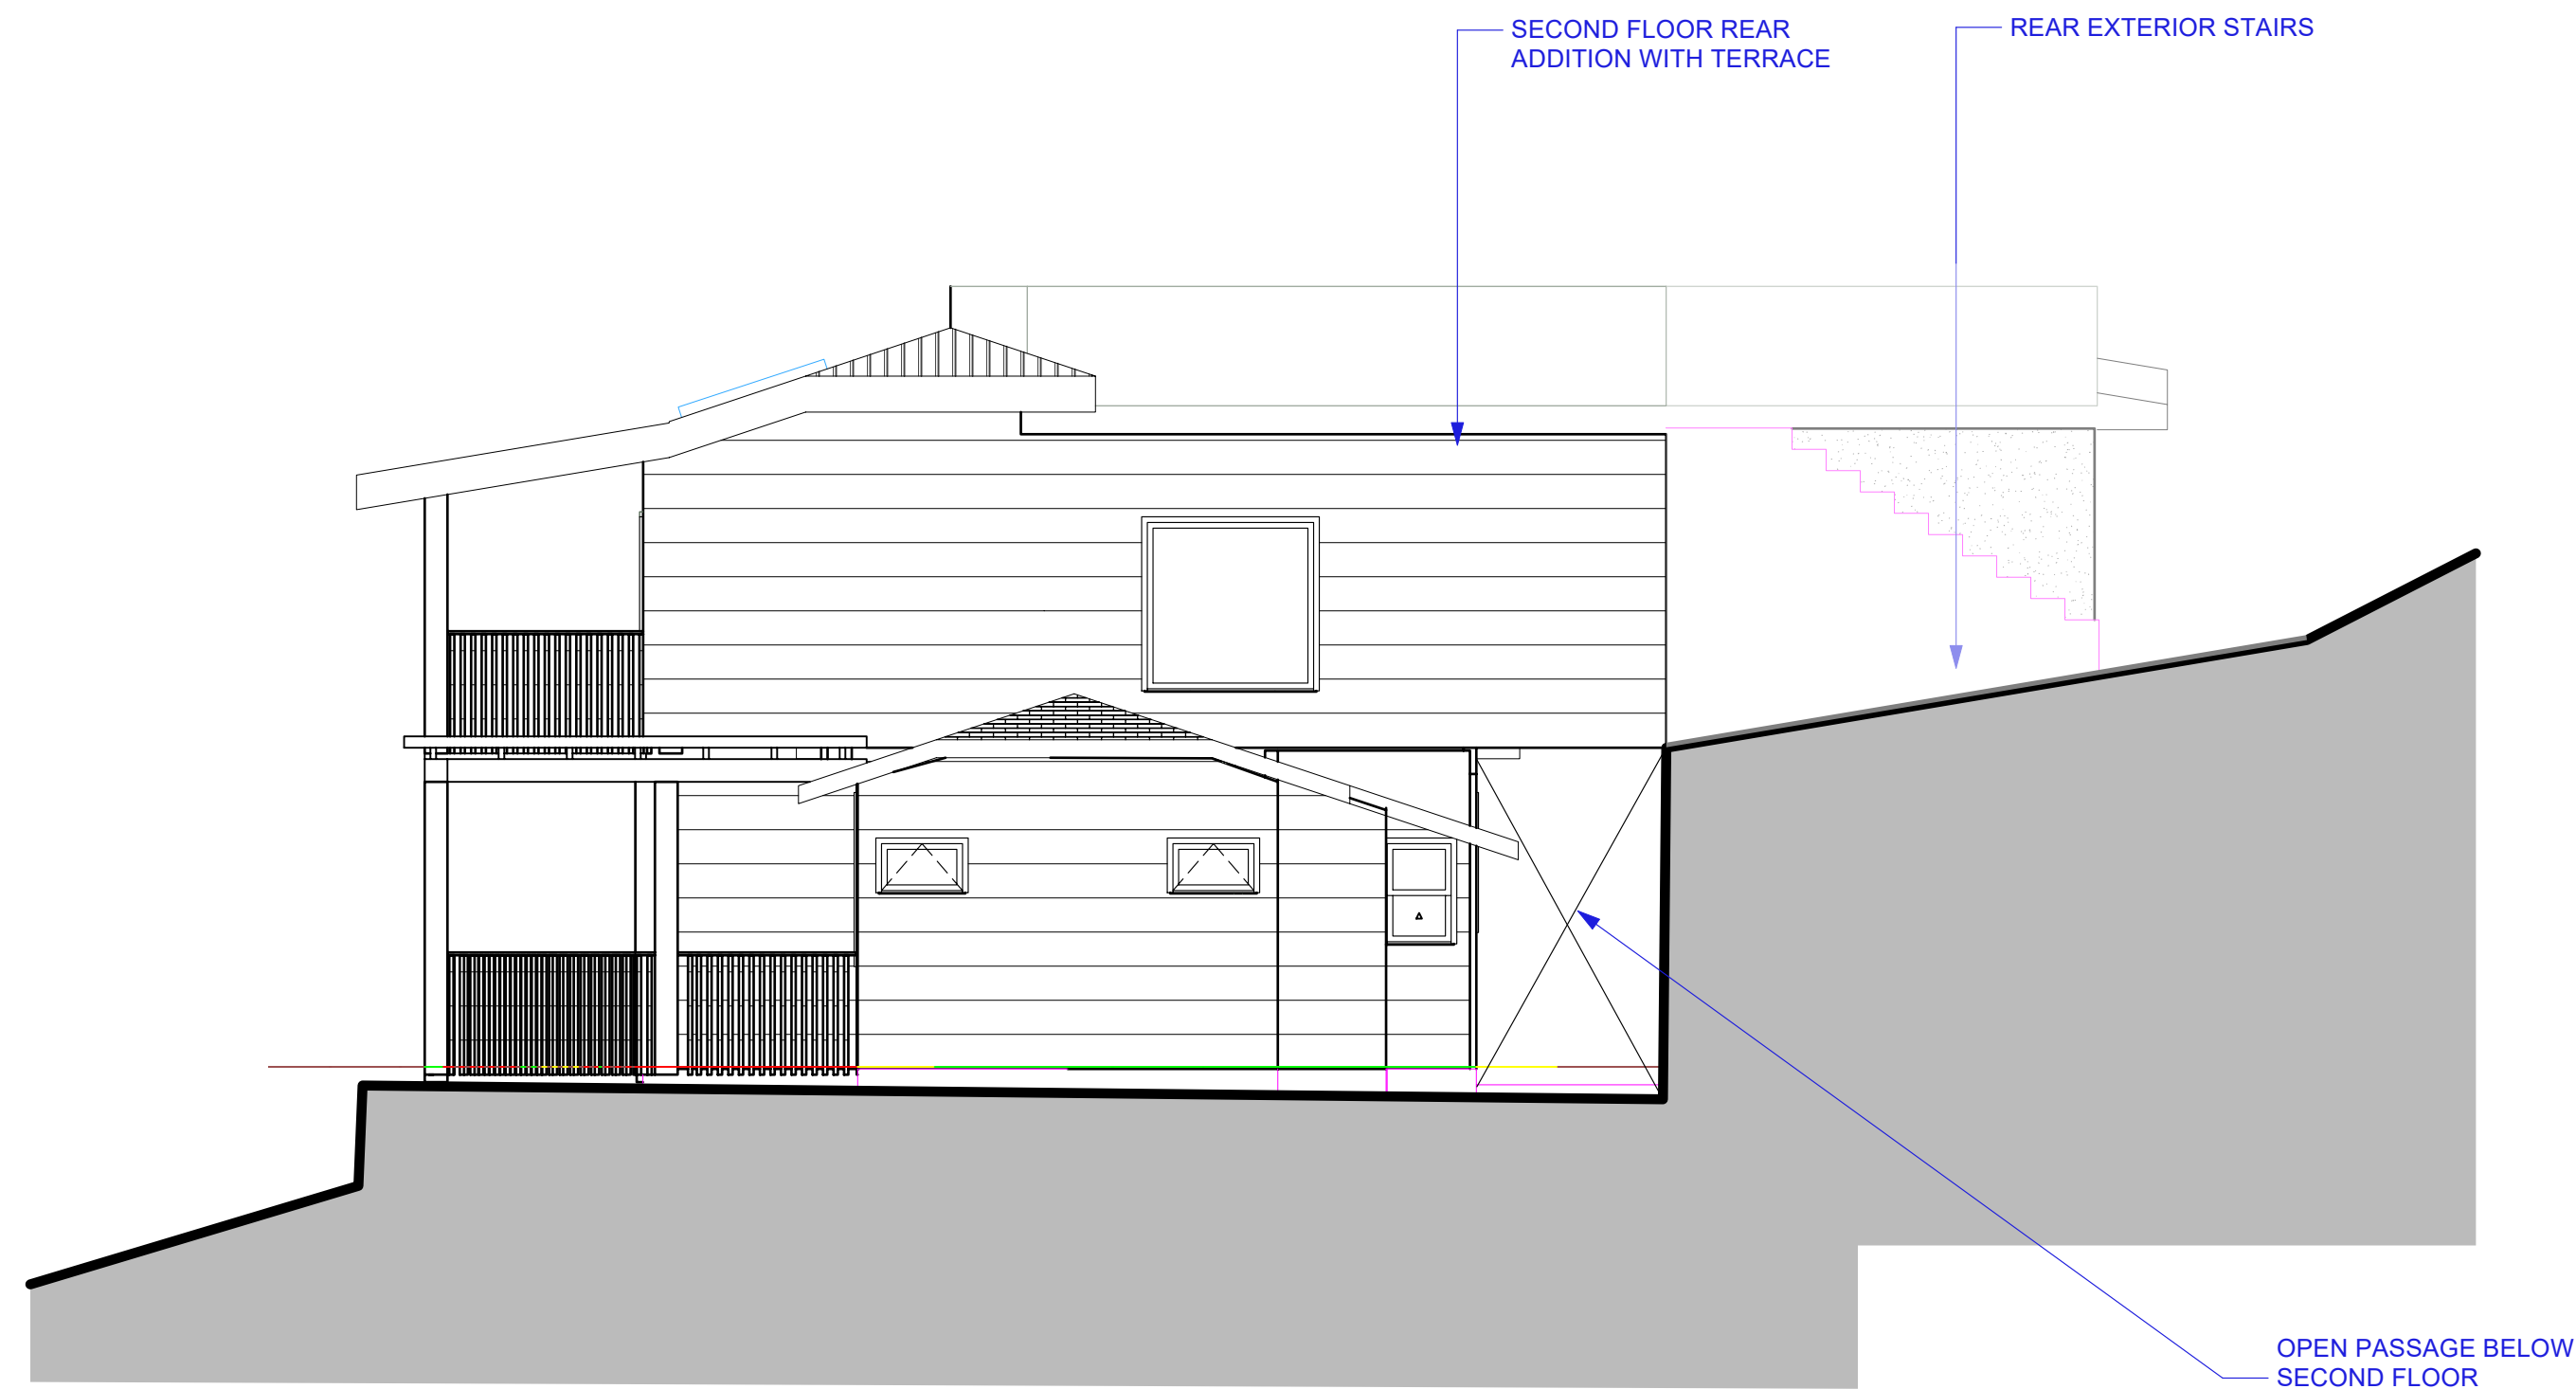 SECOND FLOOR REAR
ADDITION WITH TERRACE
REAR EXTERIOR STAIRS
OPEN PASSAGE BELOW
SECOND FLOOR